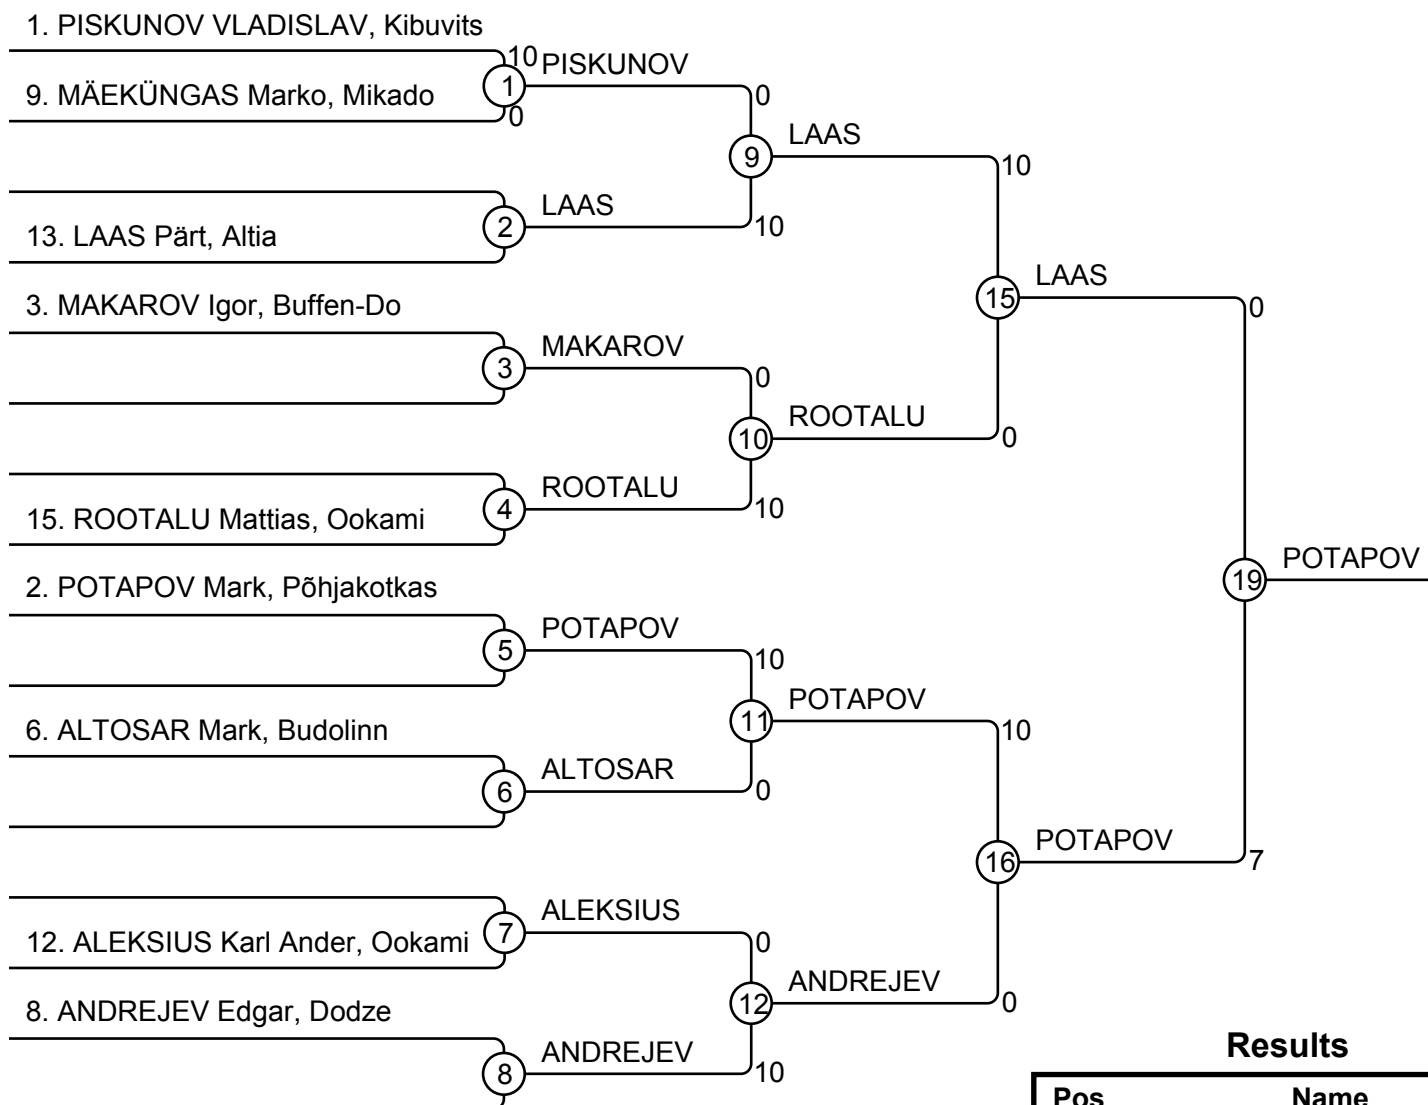 1. PISKUNOV VLADISLAV, Kibuvits
10 PISKUNOV
9. MÄEKÜNGAS Marko, Mikado
1
0
0
LAAS
9
10
LAAS
2
10
13. LAAS Pärt, Altia
LAAS
15
0
3. MAKAROV Igor, Buffen-Do
MAKAROV
3
0
ROOTALU
10
0
ROOTALU
4
10
15. ROOTALU Mattias, Ookami
POTAPOV
19
2. POTAPOV Mark, Põhjakotkas
POTAPOV
5
10
POTAPOV
11
10
6. ALTOSAR Mark, Budolinn
ALTOSAR
6
0
POTAPOV
16
7
ALEKSIUS
12. ALEKSIUS Karl Ander, Ookami
7
0
ANDREJEV
12
0
8. ANDREJEV Edgar, Dodze
ANDREJEV
8
10
Results
Pos Name